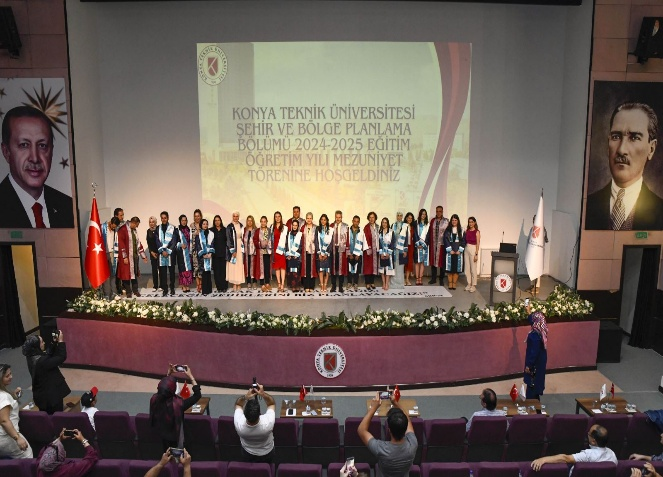 KONYA TEKNİK ÜNİVERSİTESİ
ŞEHİR VE BÖLGE PLANLAMA
BÖLÜMÜ 2024-2025 EĞİTİM
ÖĞRETİM YILI MEZUNİYET
TÖRENİNE HOŞGELDİNİZ